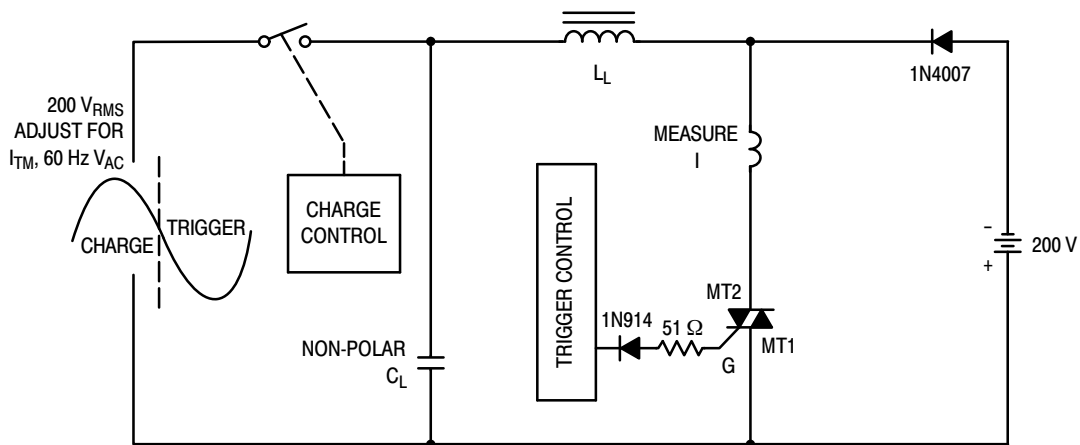 L_L
1N4007
200 V_RMS
ADJUST FOR
I_TM, 60 Hz V_AC
MEASURE
I
TRIGGER
CHARGE
CHARGE
CONTROL
TRIGGER CONTROL
-
+
200 V
MT2
1N914
51 Ω
MT1
G
NON-POLAR
C_L